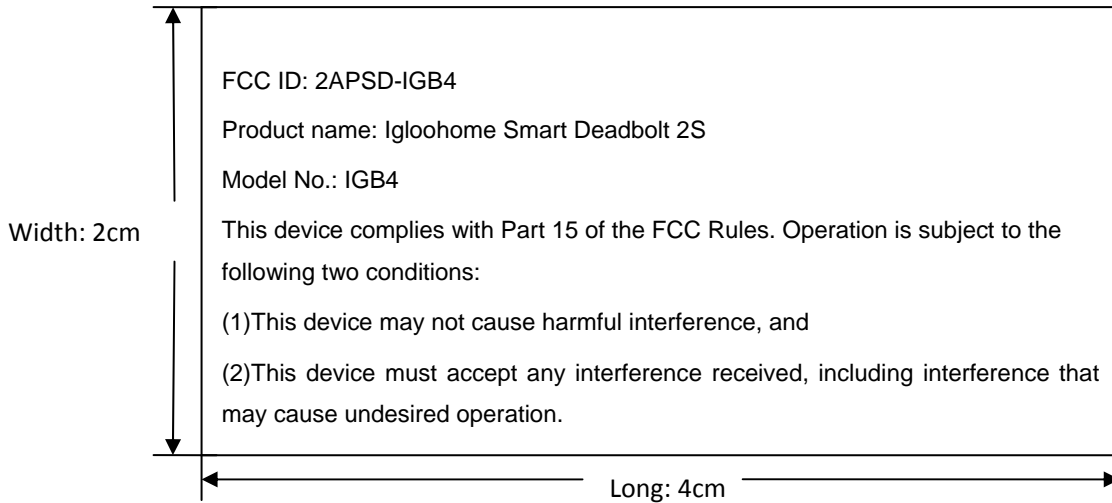 FCC ID: 2APSD-IGB4
Product name: Igloohome Smart Deadbolt 2S
Model No.: IGB4
Width: 2cm
This device complies with Part 15 of the FCC Rules. Operation is subject to the
following two conditions:
(1)This device may not cause harmful interference, and
(2)This device must accept any interference received, including interference that
may cause undesired operation.
Long: 4cm